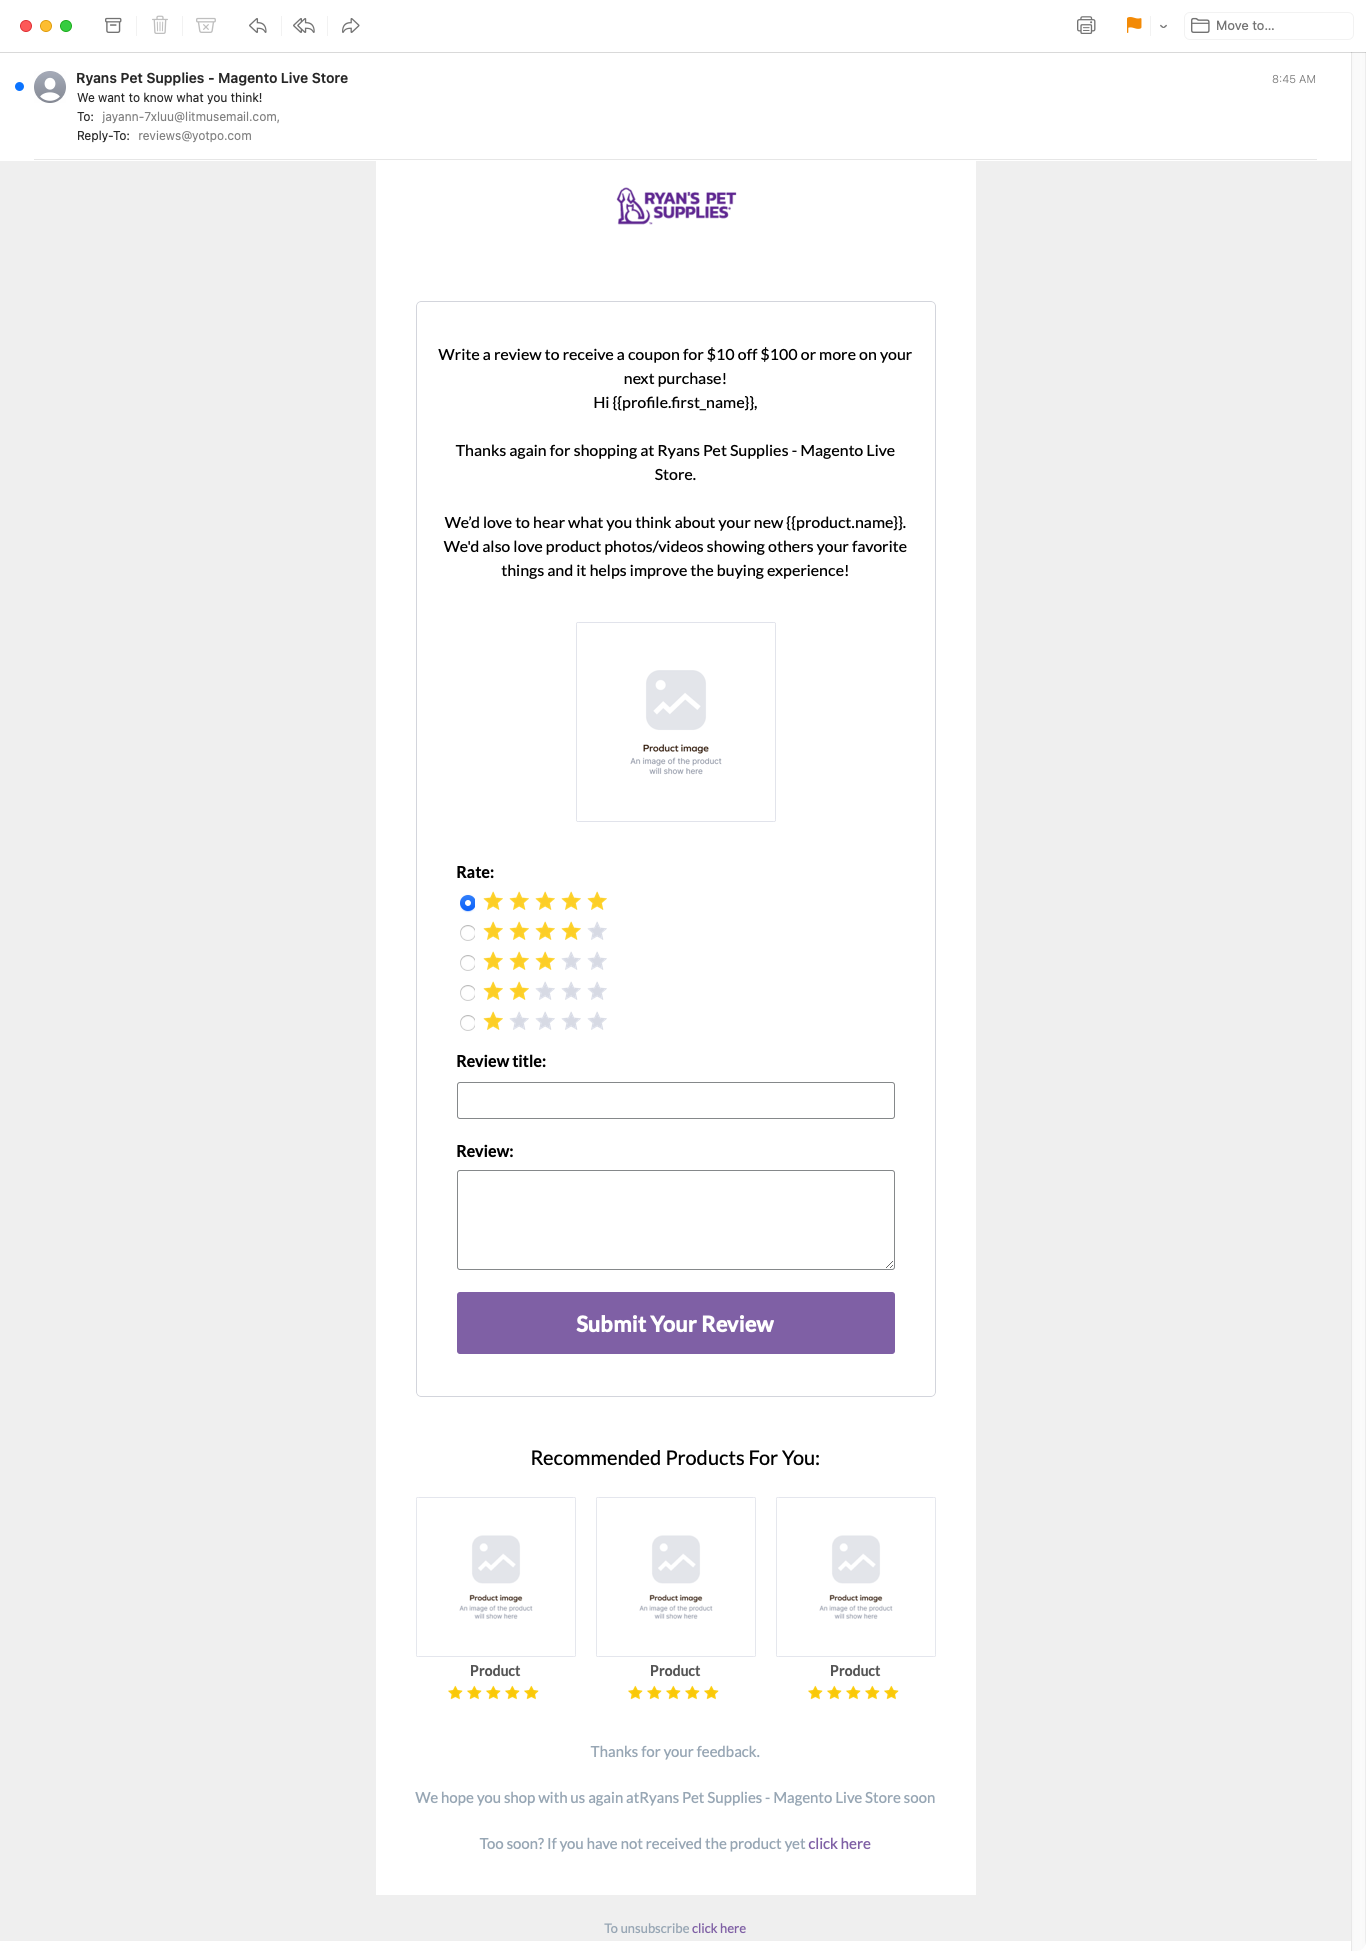 Move to...
Ryans Pet Supplies - Magento Live Store
8:45 AM
We want to know what you think!
To: jayann-7xluu@litmusemail.com,
Reply-To: reviews@yotpo.com
RYAN'S PET
SUPPLIES
Write a review to receive a coupon for $10 off $100 or more on your
next purchase!
Hi {{profile.first_name}},
Thanks again for shopping at Ryans Pet Supplies - Magento Live
Store.
We’d love to hear what you think about your new {{product.name}}.
We'd also love product photos/videos showing others your favorite
things and it helps improve the buying experience!
Product image
An image of the product
will show here
Rate:
Review title:
Review:
Submit Your Review
Recommended Products For You:
Product image
An image of the product
will show here
Product
Product image
An image of the product
will show here
Product
Product image
An image of the product
will show here
Product
Thanks for your feedback.
We hope you shop with us again atRyans Pet Supplies - Magento Live Store soon
Too soon? If you have not received the product yet click here
To unsubscribe click here